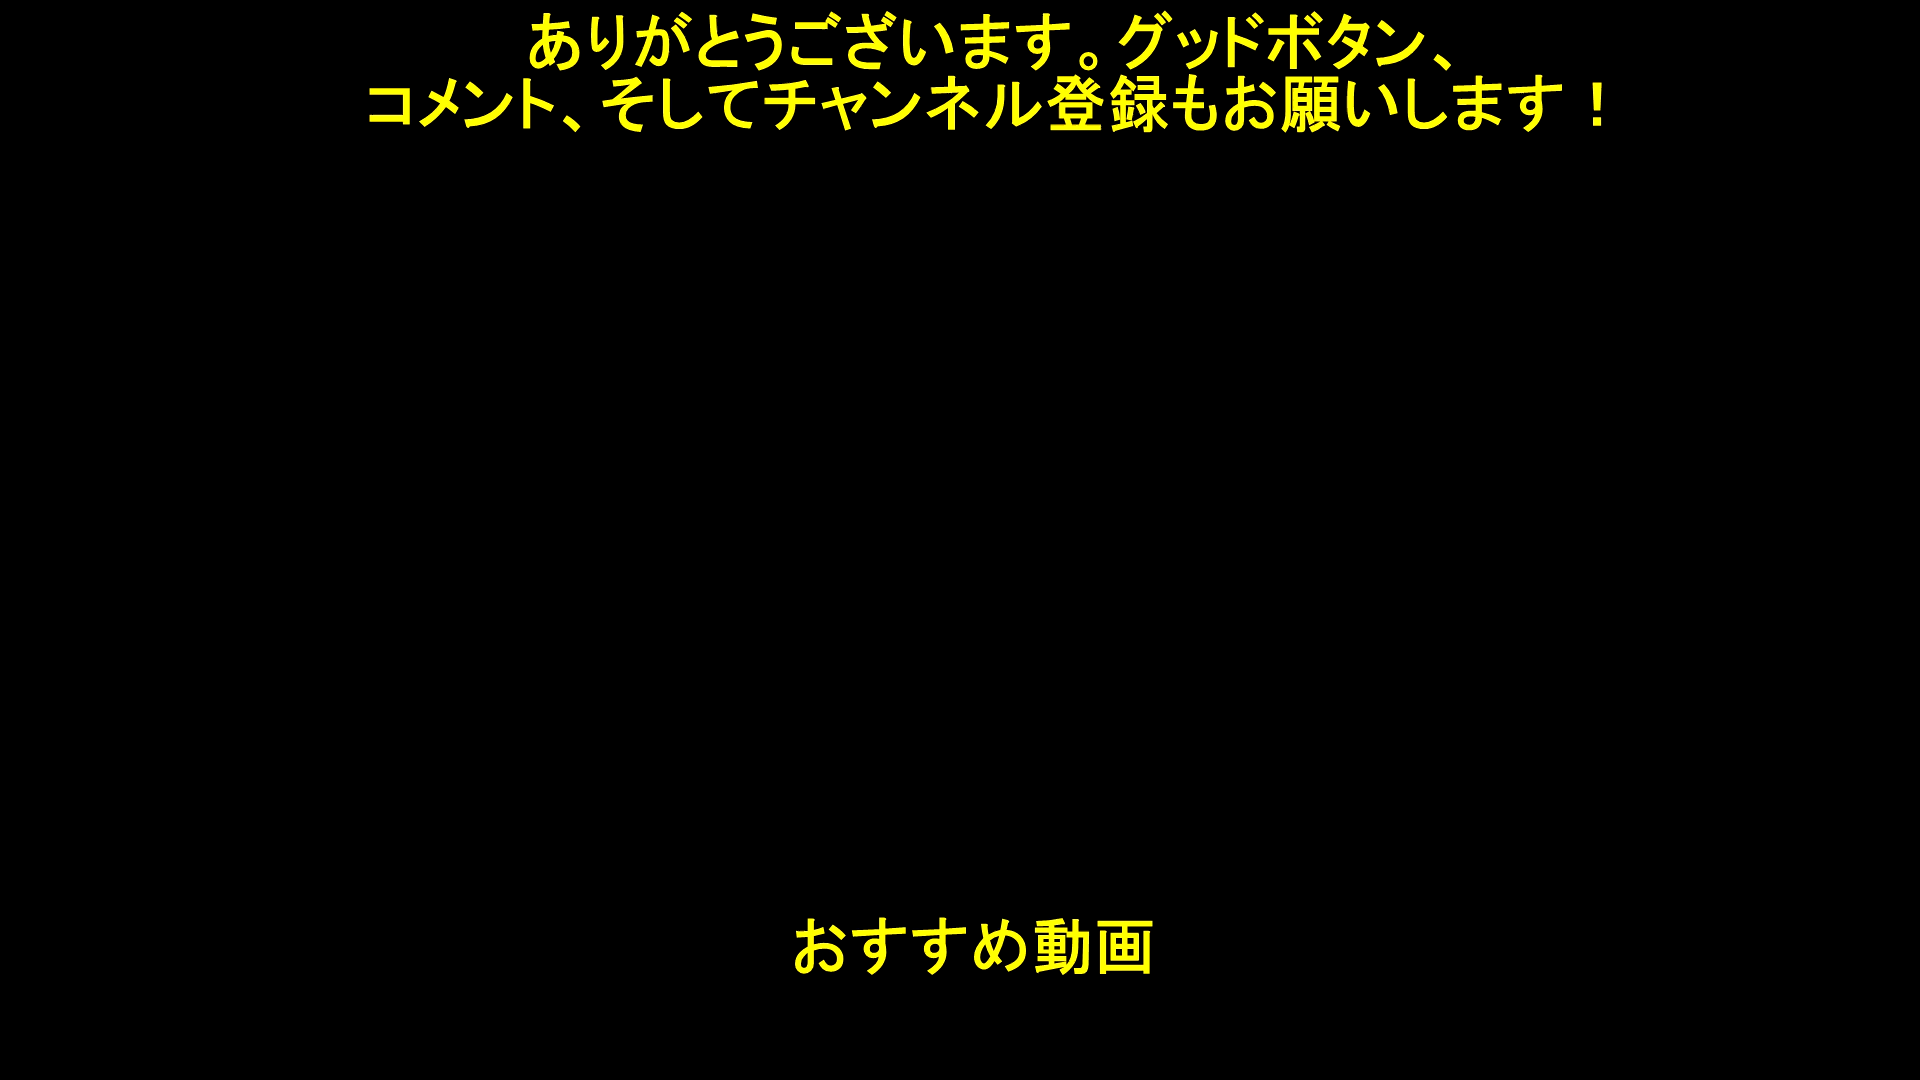 ありがとうございます。グッドボタン、
コメント、そしてチャンネル登録もお願いします！
おすすめ動画